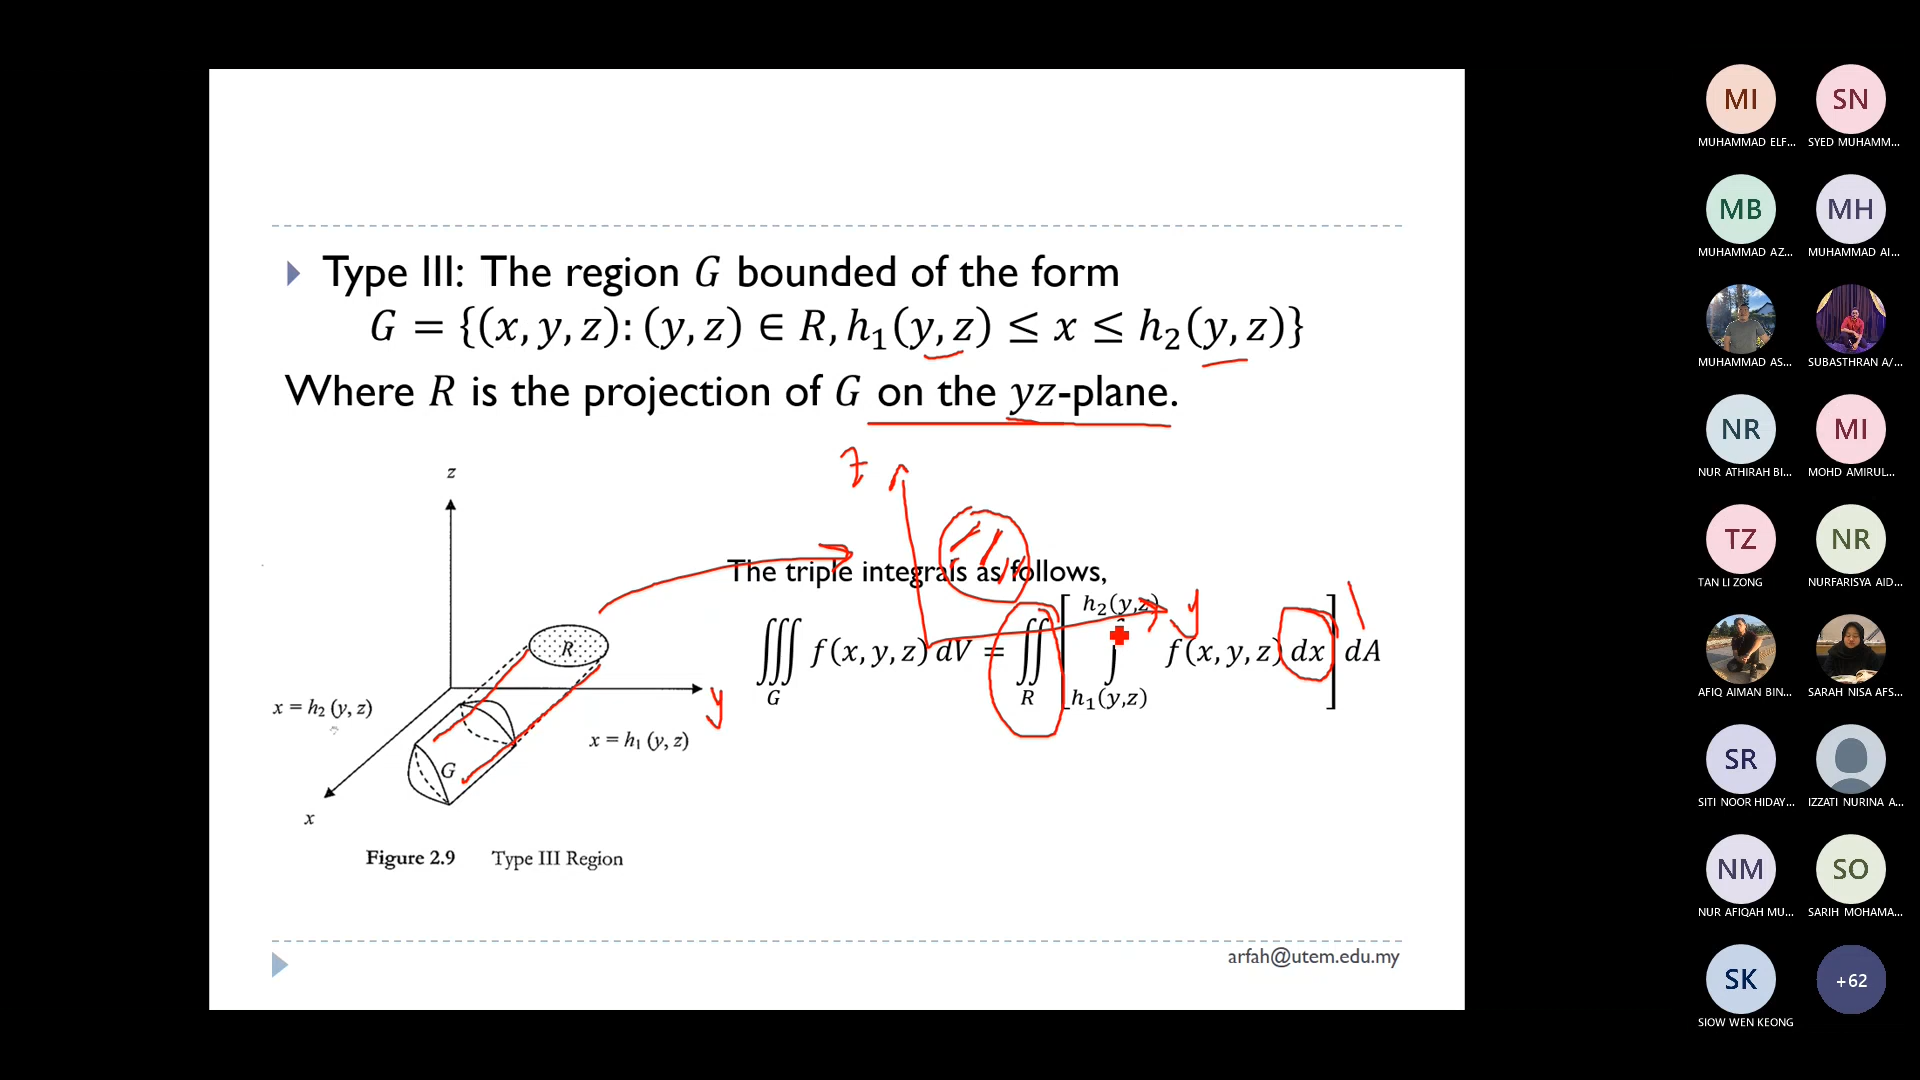 Type III: The region G bounded of the form
G = {(x, y, z): (y, z) ∈ R, h₁(y, z) ≤ x ≤ h₂(y, z)}
Where R is the projection of G on the yz-plane.
z
z
The triple integrals as follows,
∭_G f(x, y, z) dV = ∬_R [∫_{h₁(y,z)}^{h₂(y,z)} f(x, y, z) dx] dA
y
R
y
x = h₂ (y, z)
x = h₁ (y, z)
G
x
Figure 2.9 Type III Region
arfah@utem.edu.my
MI
SN
MUHAMMAD ELF...
SYED MUHAMM...
MB
MH
MUHAMMAD AZ...
MUHAMMAD AI...
MUHAMMAD AS...
SUBASTHRAN A/...
NR
MI
NUR ATHIRAH BI...
MOHD AMIRUL...
TZ
NR
TAN LI ZONG
NURFARISYA AID...
AFIQ AIMAN BIN...
SARAH NISA AFS...
SR
SITI NOOR HIDAY...
IZZATI NURINA A...
NM
SO
NUR AFIQAH MU...
SARIH MOHAMA...
SK
+62
SIOW WEN KEONG